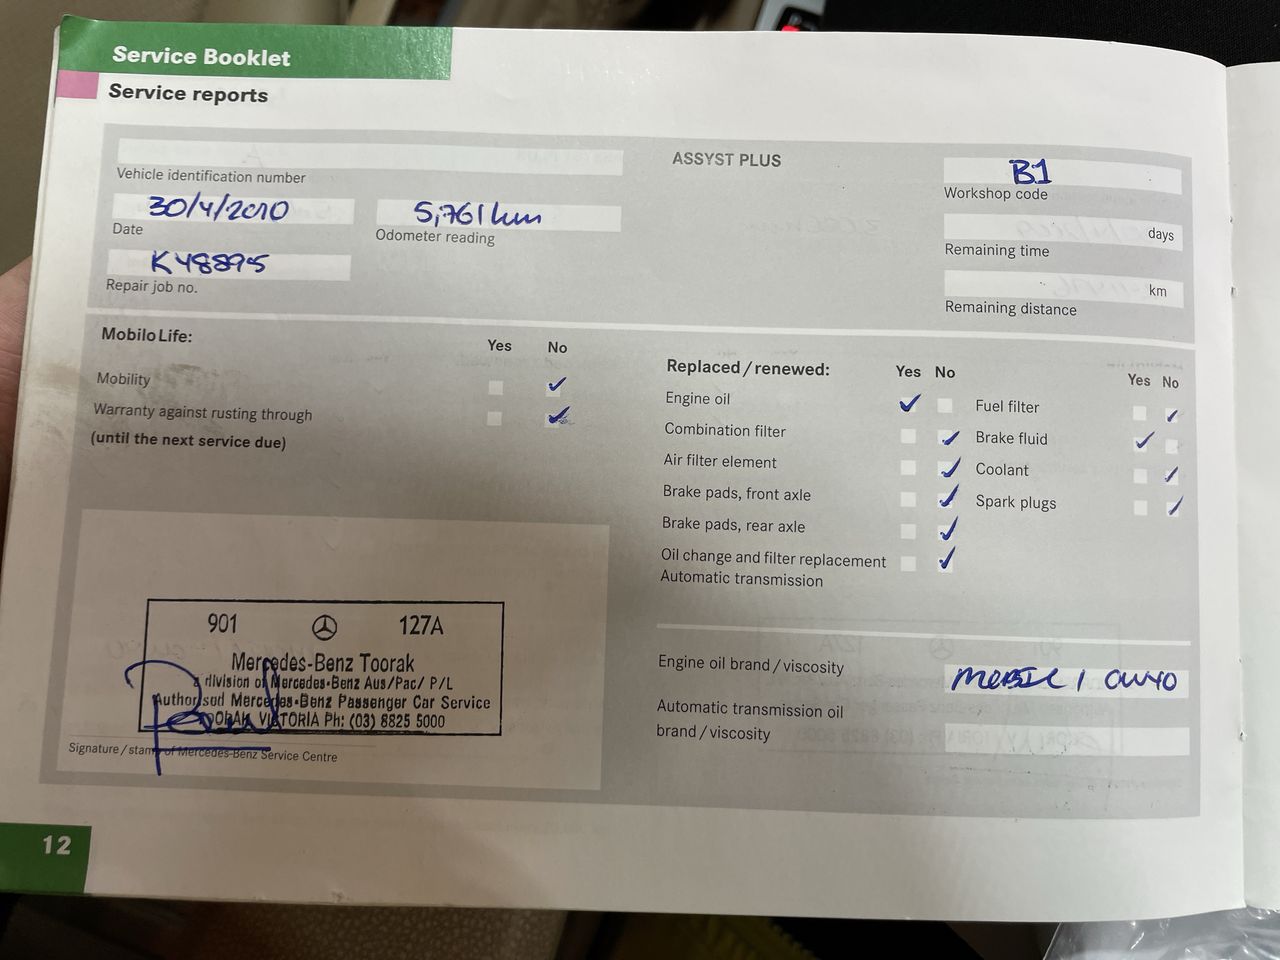 Service Booklet
Service reports
Vehicle identification number
30/4/2010
Date
5,761km
Odometer reading
K48895
Repair job no.
ASSYST PLUS
B1
Workshop code
days
Remaining time
km
Remaining distance
MobiloLife:
Yes No
Mobility
Warranty against rusting through
(until the next service due)
Replaced/renewed:
Yes No
Engine oil
Combination filter
Air filter element
Brake pads, front axle
Brake pads, rear axle
Oil change and filter replacement
Automatic transmission
Yes No
Fuel filter
Brake fluid
Coolant
Spark plugs
901 127A
Mercedes-Benz Toorak
a division of Mercedes-Benz Aus/Pac/ P/L
Authorised Mercedes-Benz Passenger Car Service
TOORAK VICTORIA Ph: (03) 8825 5000
Signature/stamp of Mercedes-Benz Service Centre
Engine oil brand/viscosity
MOBIL 1 0W40
Automatic transmission oil
brand/viscosity
12